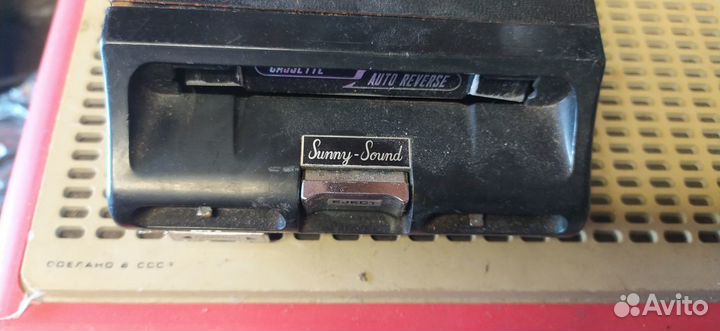 CASSETTE
AUTO REVERSE
Sunny-Sound
EJECT
СДЕЛАНО В СССР
Avito